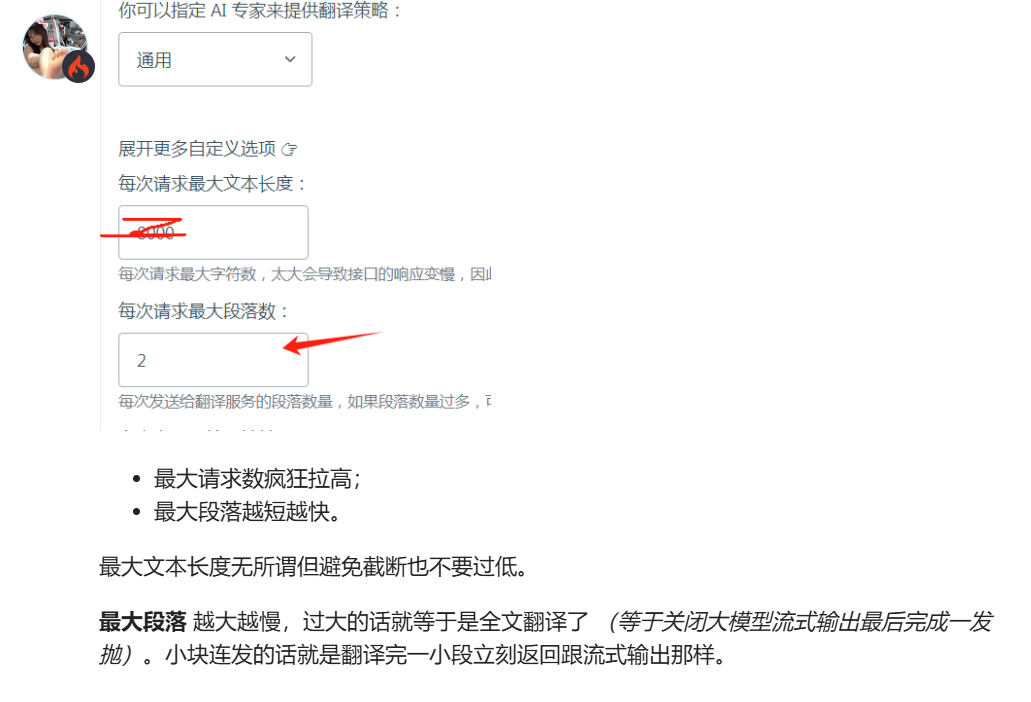 你可以指定 AI 专家来提供翻译策略：
通用
展开更多自定义选项 👉
每次请求最大文本长度：
8000
每次请求最大字符数，太大会导致接口的响应变慢，因此
每次请求最大段落数：
2
每次发送给翻译服务的段落数量，如果段落数量过多，可
• 最大请求数疯狂拉高；
• 最大段落越短越快。
最大文本长度无所谓但避免截断也不要过低。
最大段落 越大越慢，过大的话就等于是全文翻译了 （等于关闭大模型流式输出最后完成一发
抛）。小块连发的话就是翻译完一小段立刻返回跟流式输出那样。